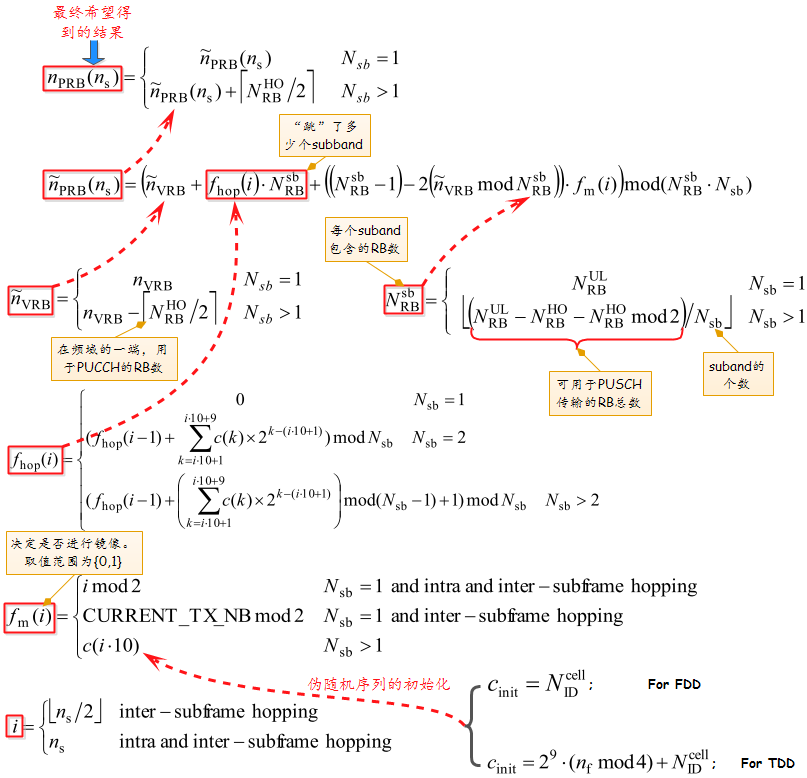 最终希望得
到的结果
n_PRB(n_s) = { ñ_PRB(n_s)    N_sb = 1
ñ_PRB(n_s) + ⌈N_RB^HO/2⌉    N_sb > 1
“跳”了多
少个subband
ñ_PRB(n_s) = (ñ_VRB + f_hop(i)·N_RB^sb + ((N_RB^sb − 1) − 2(ñ_VRB mod N_RB^sb))·f_m(i)) mod(N_RB^sb·N_sb)
每个suband
包含的RB数
ñ_VRB = { n_VRB    N_sb = 1
n_VRB − ⌈N_RB^HO/2⌉    N_sb > 1
N_RB^sb = { N_RB^UL    N_sb = 1
⌊(N_RB^UL − N_RB^HO − N_RB^HO mod 2)/N_sb⌋    N_sb > 1
在频域的一端，用
于PUCCH的RB数
可用于PUSCH
传输的RB总数
suband的
个数
f_hop(i) = { 0    N_sb = 1
(f_hop(i−1) + ∑_{k=i·10+1}^{i·10+9} c(k)×2^{k−(i·10+1)}) mod N_sb    N_sb = 2
(f_hop(i−1) + (∑_{k=i·10+1}^{i·10+9} c(k)×2^{k−(i·10+1)}) mod(N_sb −1)+1) mod N_sb    N_sb > 2
决定是否进行镜像。
取值范围为{0,1}
f_m(i) = { i mod 2    N_sb = 1 and intra and inter−subframe hopping
CURRENT_TX_NB mod 2    N_sb = 1 and inter−subframe hopping
c(i·10)    N_sb > 1
伪随机序列的初始化
c_init = N_ID^cell;    For FDD
c_init = 2^9·(n_f mod 4) + N_ID^cell;    For TDD
i = { ⌊n_s/2⌋    inter−subframe hopping
n_s    intra and inter−subframe hopping